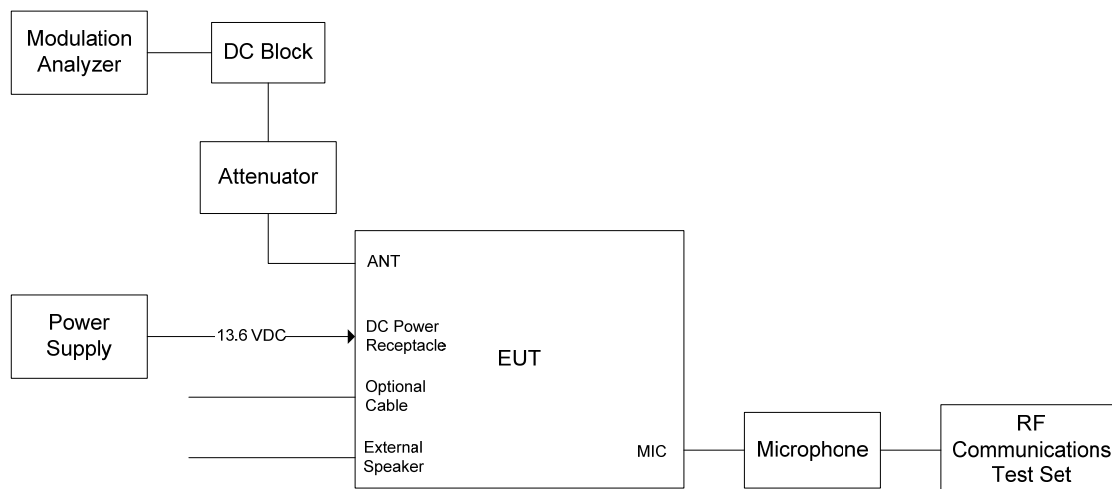 Modulation
Analyzer
DC Block
Attenuator
ANT
Power
Supply
13.6 VDC
DC Power
Receptacle
EUT
Optional
Cable
External
Speaker
MIC
Microphone
RF
Communications
Test Set